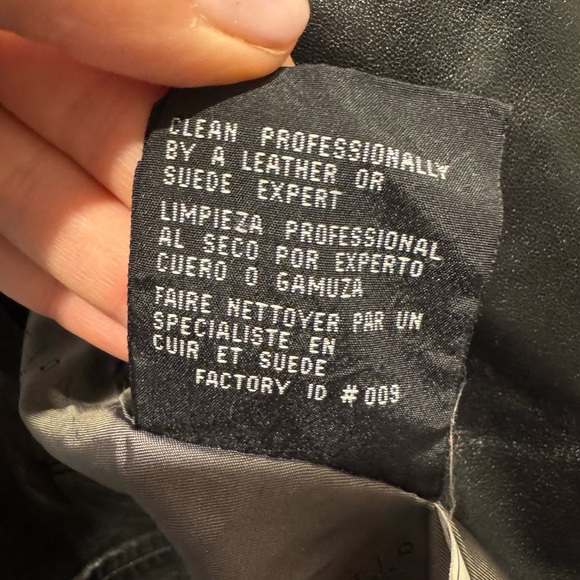 CLEAN PROFESSIONALLY
BY A LEATHER OR
SUEDE EXPERT
LIMPIEZA PROFESSIONAL
AL SECO POR EXPERTO
CUERO O GAMUZA
FAIRE NETTOYER PAR UN
SPECIALISTE EN
CUIR ET SUEDE
FACTORY ID # 009